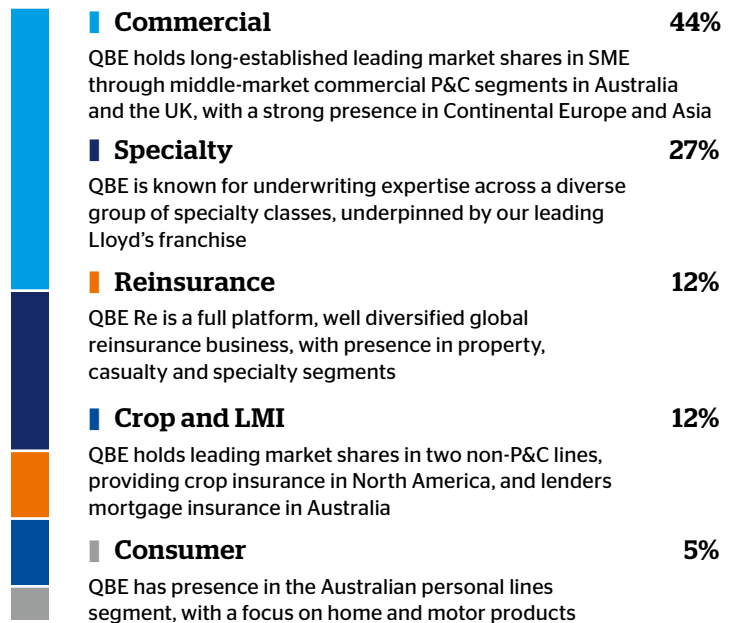 Commercial 44%
QBE holds long-established leading market shares in SME
through middle-market commercial P&C segments in Australia
and the UK, with a strong presence in Continental Europe and Asia
Specialty 27%
QBE is known for underwriting expertise across a diverse
group of specialty classes, underpinned by our leading
Lloyd’s franchise
Reinsurance 12%
QBE Re is a full platform, well diversified global
reinsurance business, with presence in property,
casualty and specialty segments
Crop and LMI 12%
QBE holds leading market shares in two non-P&C lines,
providing crop insurance in North America, and lenders
mortgage insurance in Australia
Consumer 5%
QBE has presence in the Australian personal lines
segment, with a focus on home and motor products